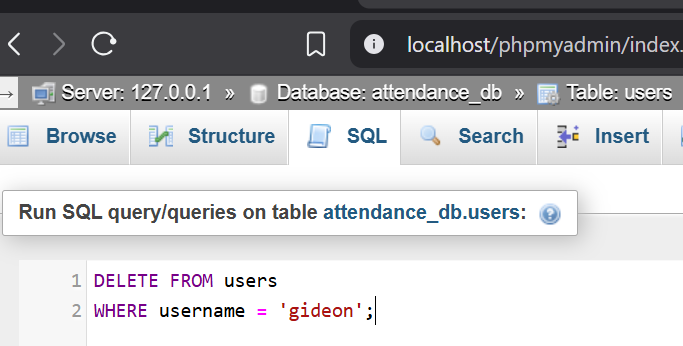 localhost/phpmyadmin/index.
Server: 127.0.0.1 » Database: attendance_db » Table: users
Browse Structure SQL Search Insert
Run SQL query/queries on table attendance_db.users:
1 DELETE FROM users
2 WHERE username = 'gideon';